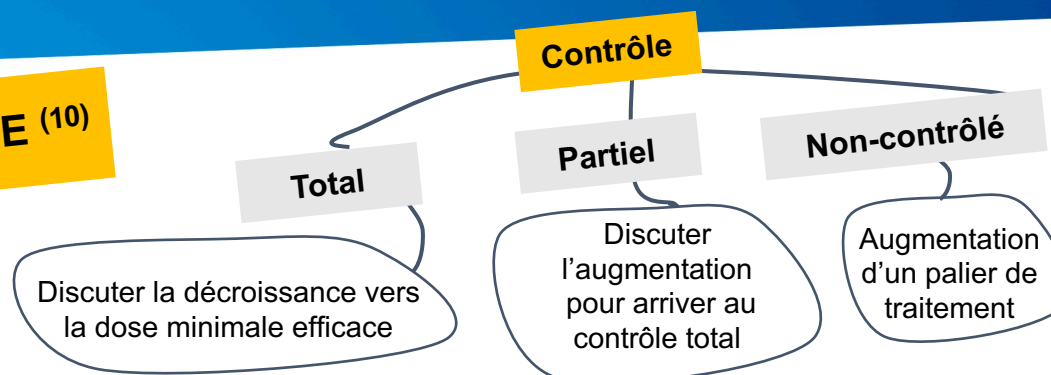 Contrôle
E (10)
Total
Partiel
Non-contrôlé
Discuter la décroissance vers
la dose minimale efficace
Discuter
l’augmentation
pour arriver au
contrôle total
Augmentation
d’un palier de
traitement